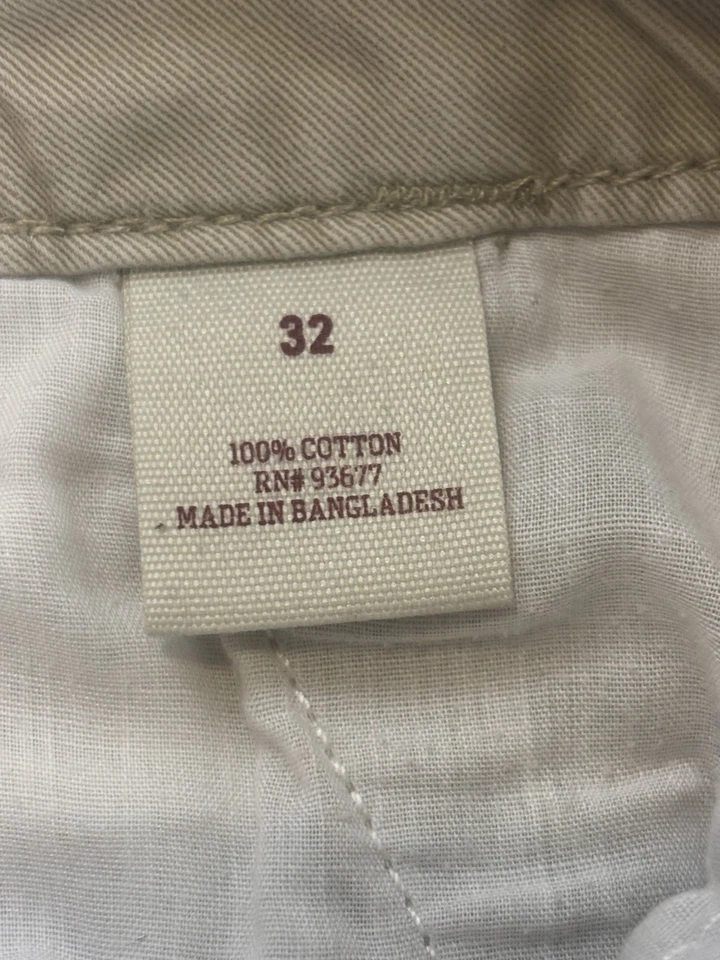 32
100% COTTON
RN# 93677
MADE IN BANGLADESH